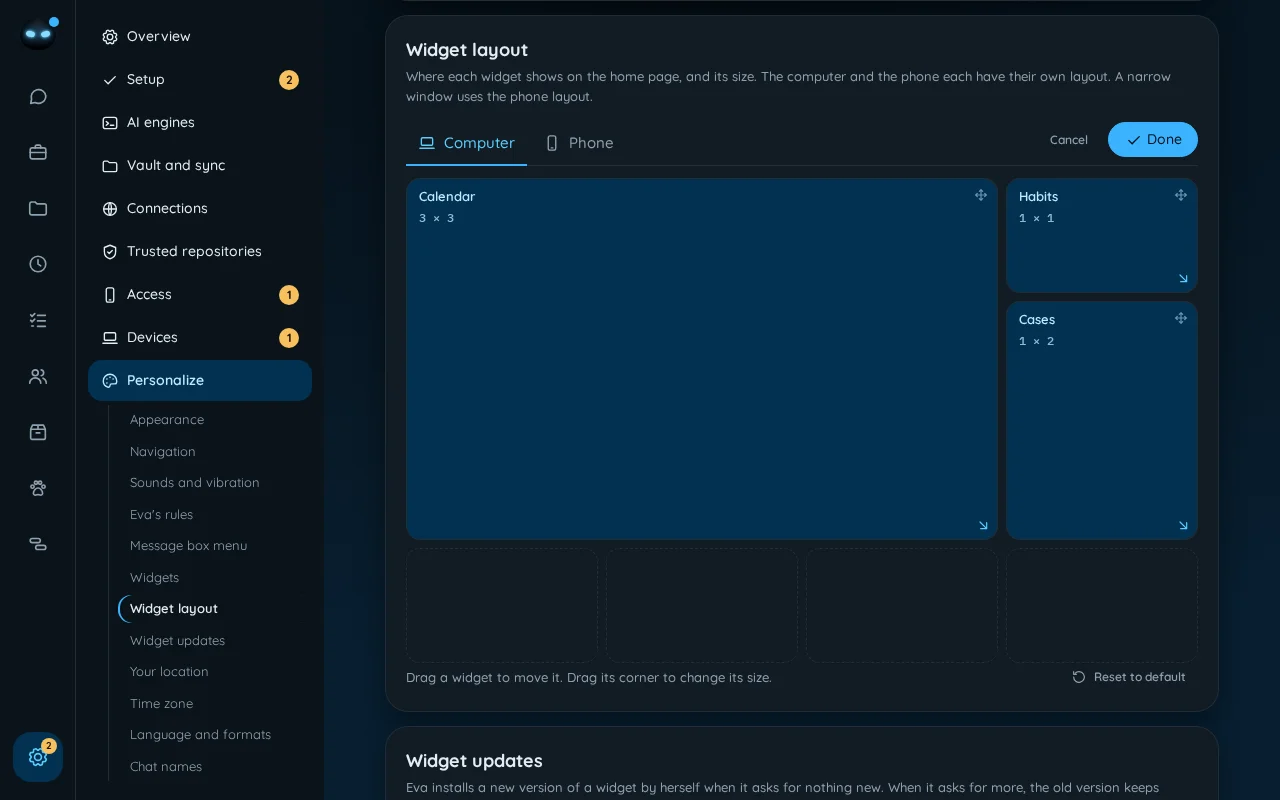 Overview
Setup
2
AI engines
Vault and sync
Connections
Trusted repositories
Access
1
Devices
1
Personalize
Appearance
Navigation
Sounds and vibration
Eva's rules
Message box menu
Widgets
Widget layout
Widget updates
Your location
Time zone
Language and formats
Chat names
2
Widget layout
Where each widget shows on the home page, and its size. The computer and the phone each have their own layout. A narrow
window uses the phone layout.
Computer
Phone
Cancel
Done
Calendar
3 × 3
Habits
1 × 1
Cases
1 × 2
Drag a widget to move it. Drag its corner to change its size.
Reset to default
Widget updates
Eva installs a new version of a widget by herself when it asks for nothing new. When it asks for more, the old version keeps